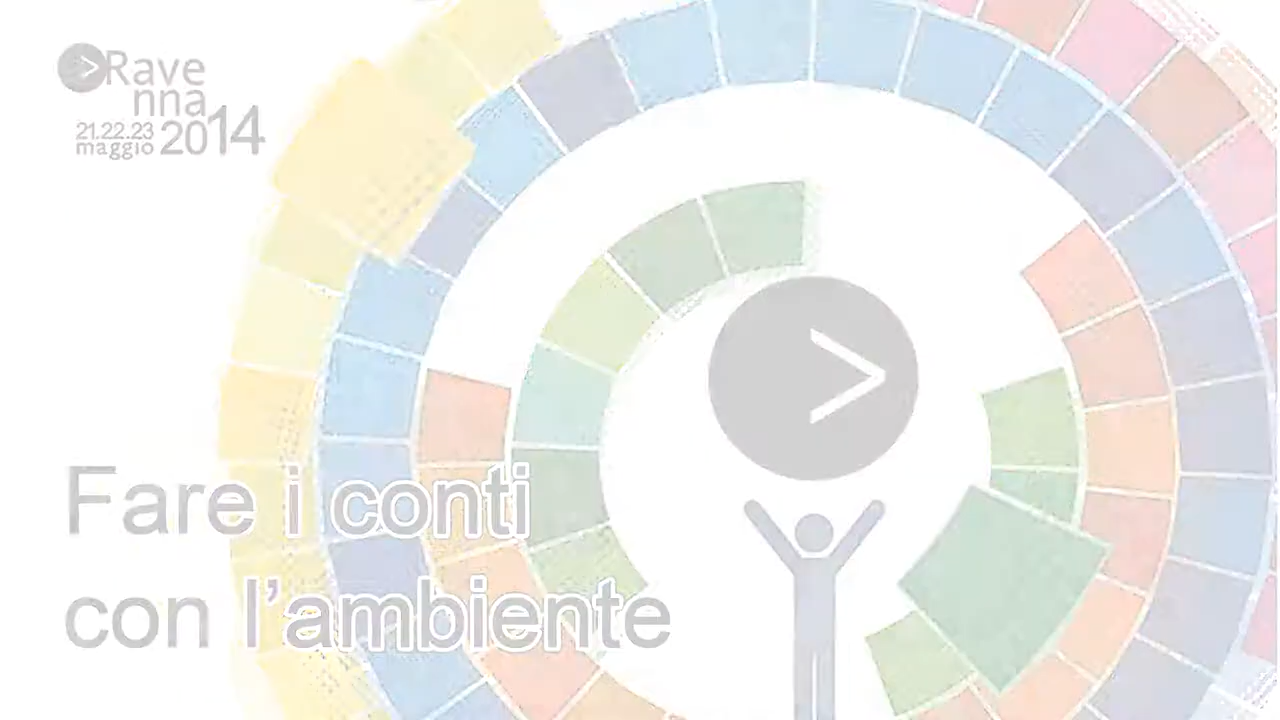 Rave
nna
21.22.23
maggio
2014
Fare i conti
con l’ambiente